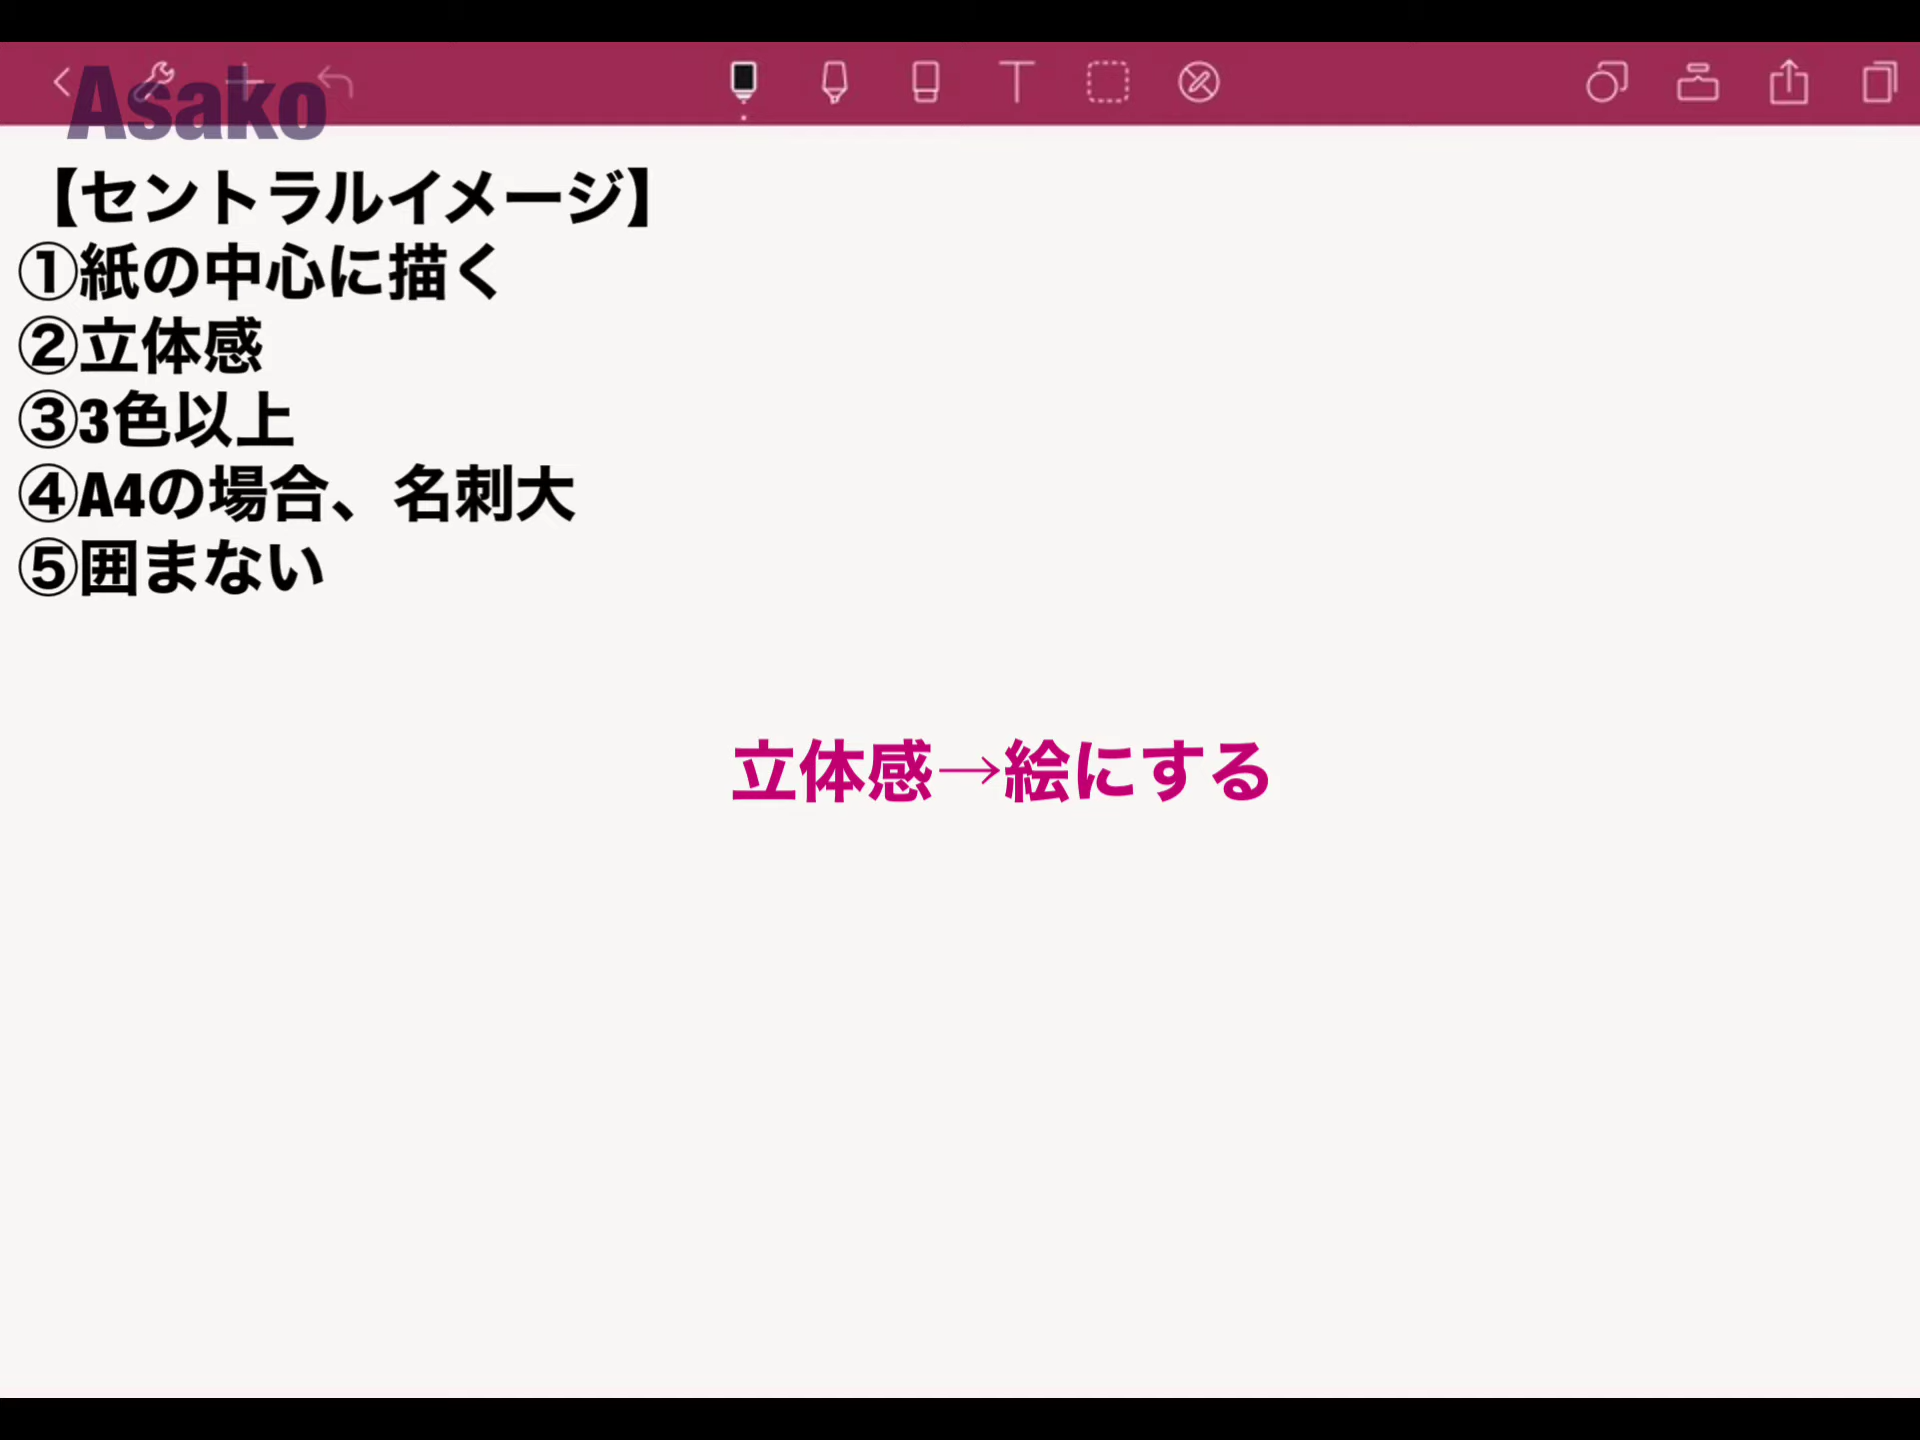 Asako
【セントラルイメージ】
①紙の中心に描く
②立体感
③3色以上
④A4の場合、名刺大
⑤囲まない
立体感→絵にする